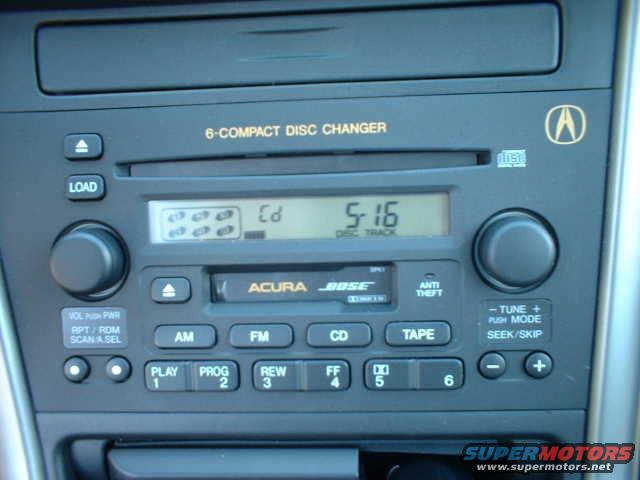 6-COMPACT DISC CHANGER
LOAD
Cd 5-16
DISC TRACK
ACURA BOSE
ANTI THEFT
VOL PUSH PWR
RPT / RDM
SCAN/A.SEL
- TUNE +
PUSH MODE
SEEK/SKIP
AM FM CD TAPE
PLAY 1 PROG 2 REW 3 FF 4 5 6
- +
SUPERMOTORS
www.supermotors.net